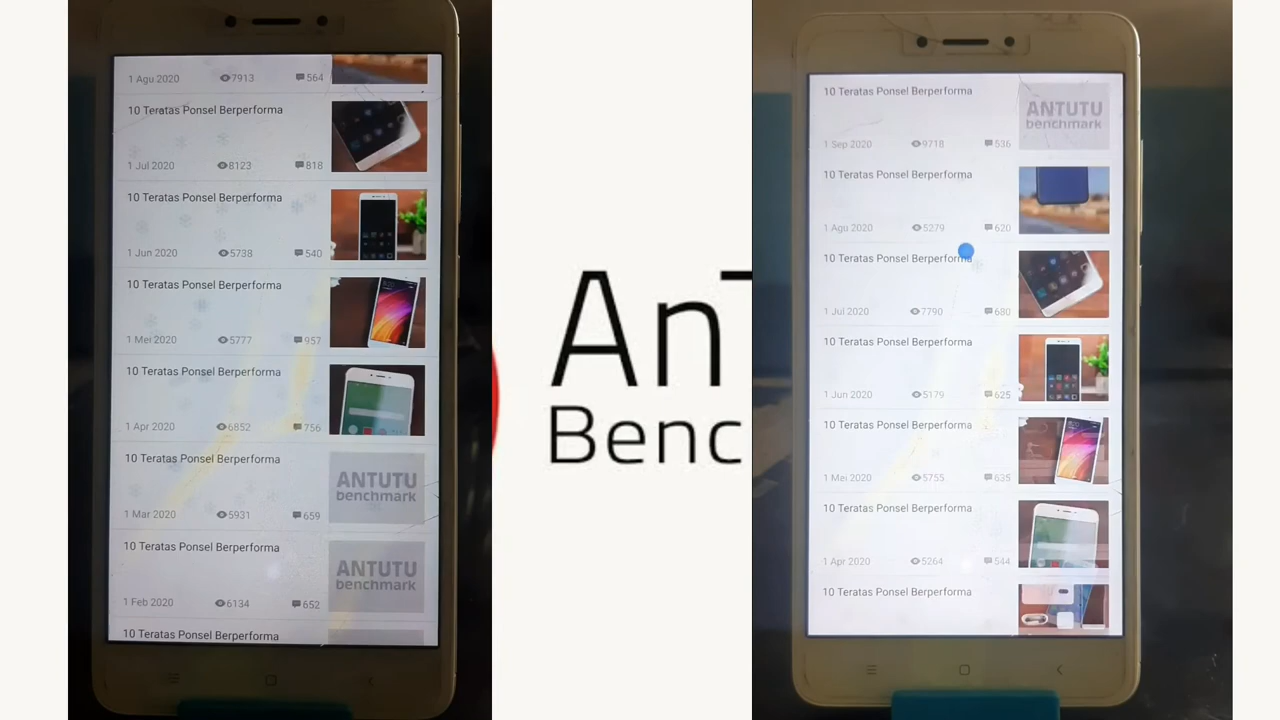 1 Agu 2020 7913 564
10 Teratas Ponsel Berperforma
1 Jul 2020 8123 818
10 Teratas Ponsel Berperforma
1 Jun 2020 5738 540
10 Teratas Ponsel Berperforma
1 Mei 2020 5777 957
10 Teratas Ponsel Berperforma
1 Apr 2020 6852 756
10 Teratas Ponsel Berperforma
ANTUTU
benchmark
1 Mar 2020 5931 659
10 Teratas Ponsel Berperforma
ANTUTU
benchmark
1 Feb 2020 6134 652
10 Teratas Ponsel Berperforma
An
Benc
10 Teratas Ponsel Berperforma
ANTUTU
benchmark
1 Sep 2020 9718 536
10 Teratas Ponsel Berperforma
1 Agu 2020 5279 620
10 Teratas Ponsel Berperforma
1 Jul 2020 7790 680
10 Teratas Ponsel Berperforma
1 Jun 2020 5179 625
10 Teratas Ponsel Berperforma
1 Mei 2020 5755 635
10 Teratas Ponsel Berperforma
1 Apr 2020 5264 544
10 Teratas Ponsel Berperforma